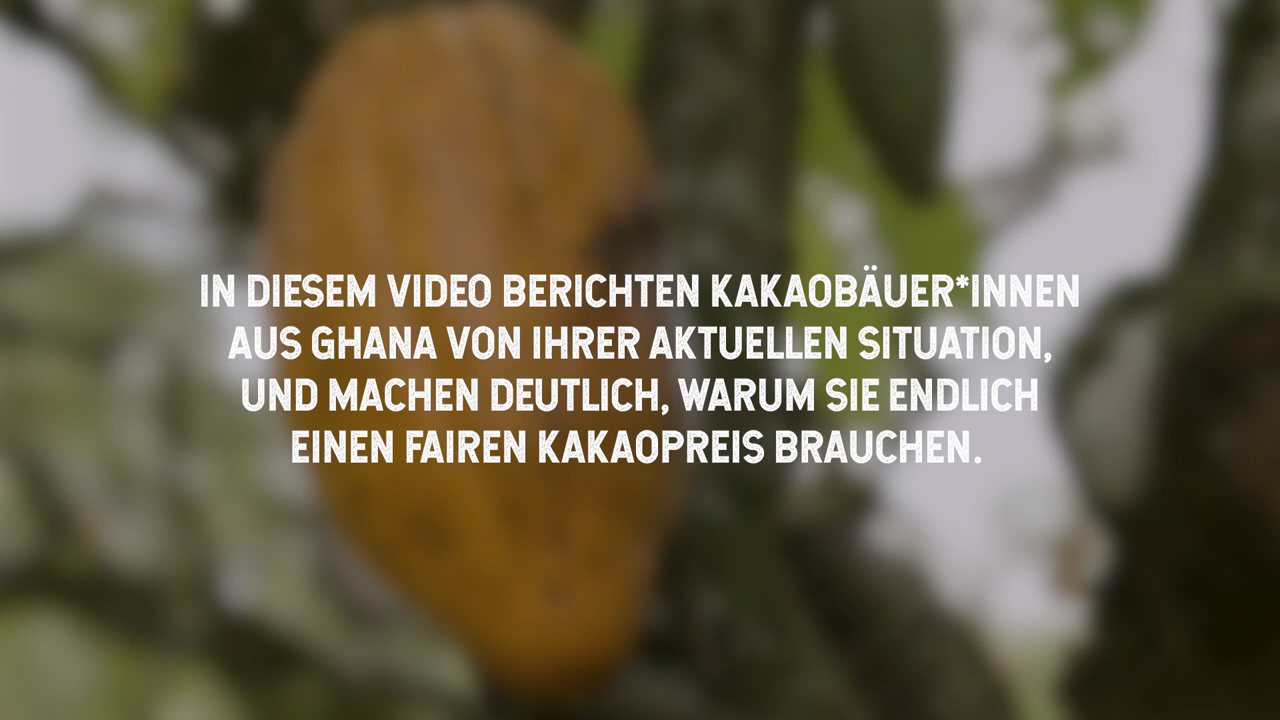 IN DIESEM VIDEO BERICHTEN KAKAOBÄUER*INNEN
AUS GHANA VON IHRER AKTUELLEN SITUATION,
UND MACHEN DEUTLICH, WARUM SIE ENDLICH
EINEN FAIREN KAKAOPREIS BRAUCHEN.